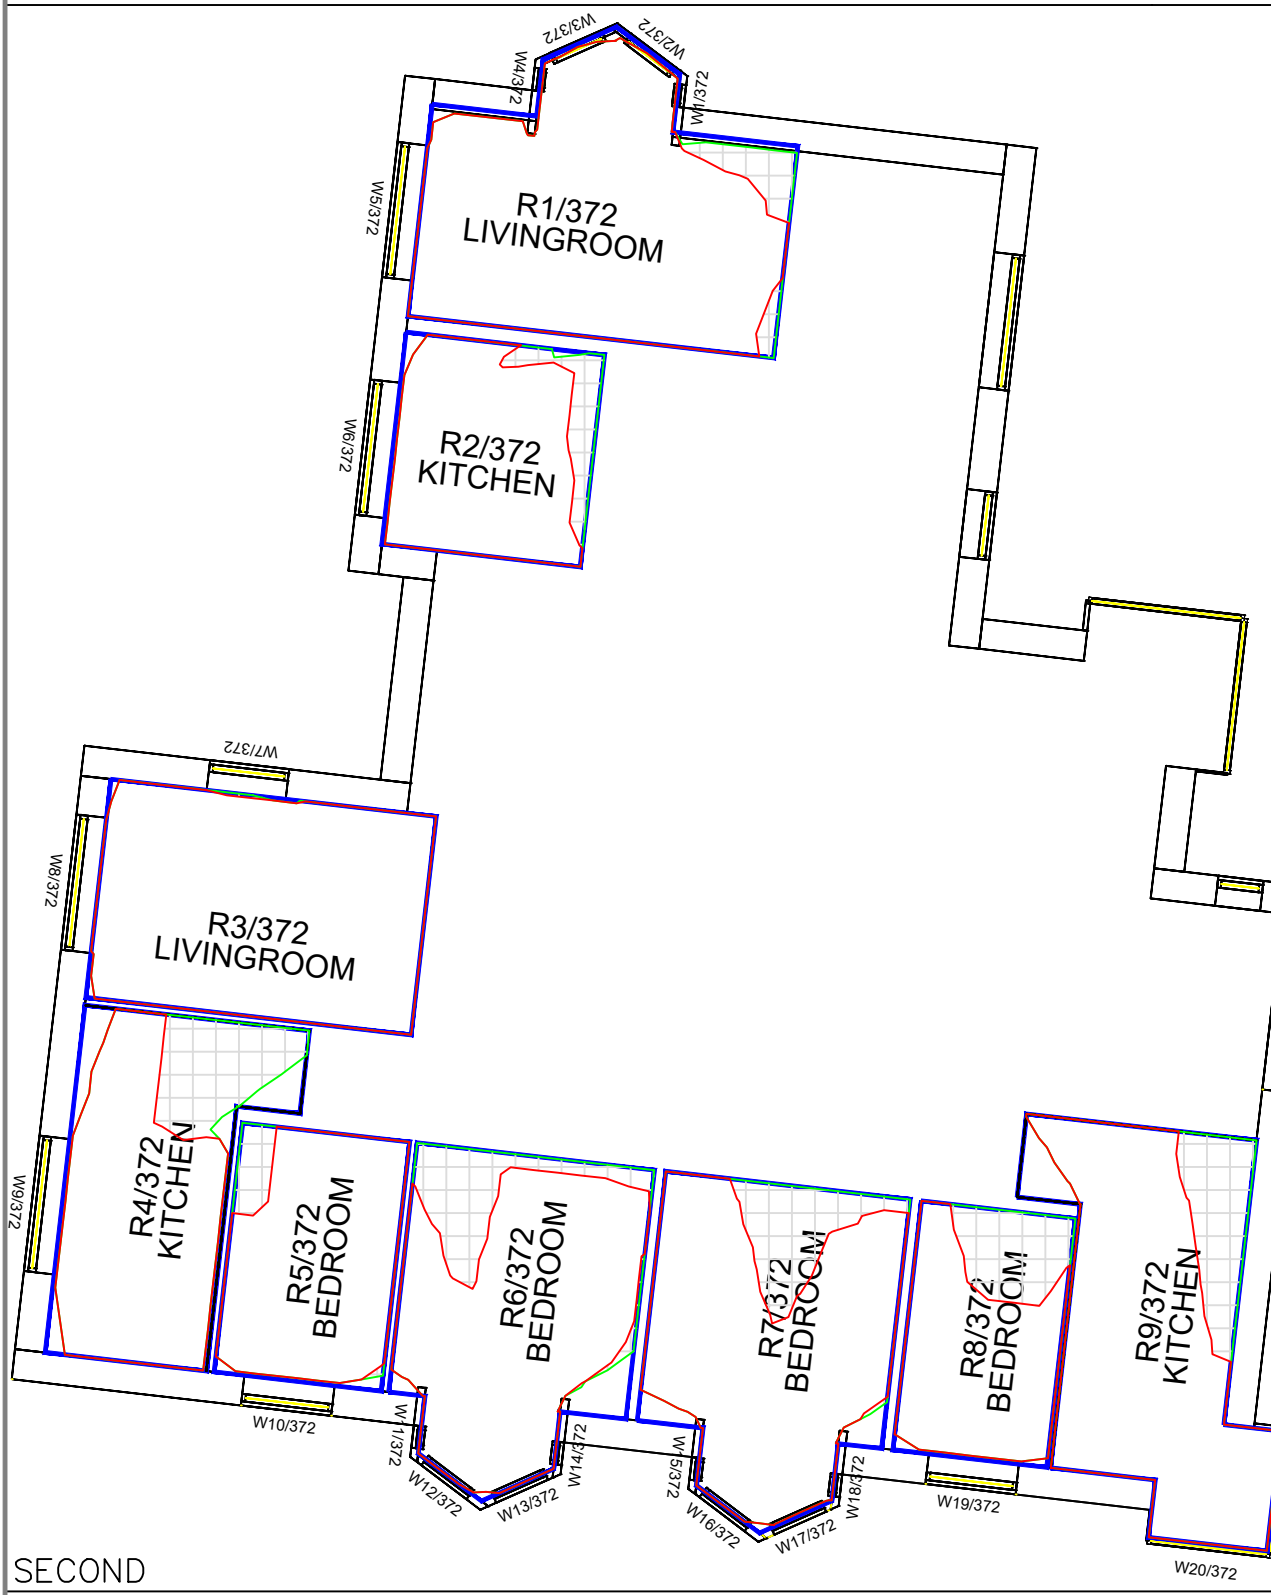 W3/372
W2/372
W4/372
W1/372
W5/372
R1/372
LIVINGROOM
W6/372
R2/372
KITCHEN
W7/372
W8/372
R3/372
LIVINGROOM
W9/372
R4/372
KITCHEN
R5/372
BEDROOM
R6/372
BEDROOM
R7/372
BEDROOM
R8/372
BEDROOM
R9/372
KITCHEN
W10/372
W11/372
W12/372
W13/372
W14/372
W15/372
W16/372
W17/372
W18/372
W19/372
W20/372
SECOND